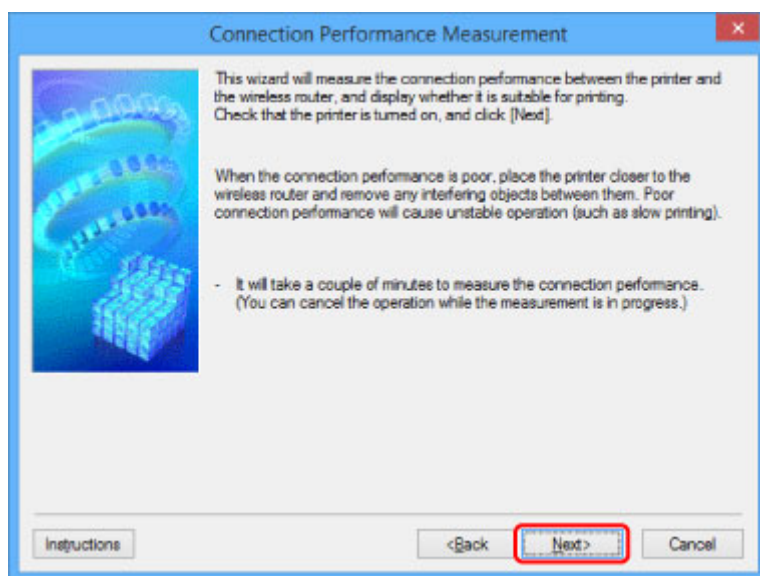 Connection Performance Measurement
This wizard will measure the connection performance between the printer and
the wireless router, and display whether it is suitable for printing.
Check that the printer is turned on, and click [Next].
When the connection performance is poor, place the printer closer to the
wireless router and remove any interfering objects between them. Poor
connection performance will cause unstable operation (such as slow printing).
- It will take a couple of minutes to measure the connection performance.
(You can cancel the operation while the measurement is in progress.)
Instructions
<Back
Next>
Cancel